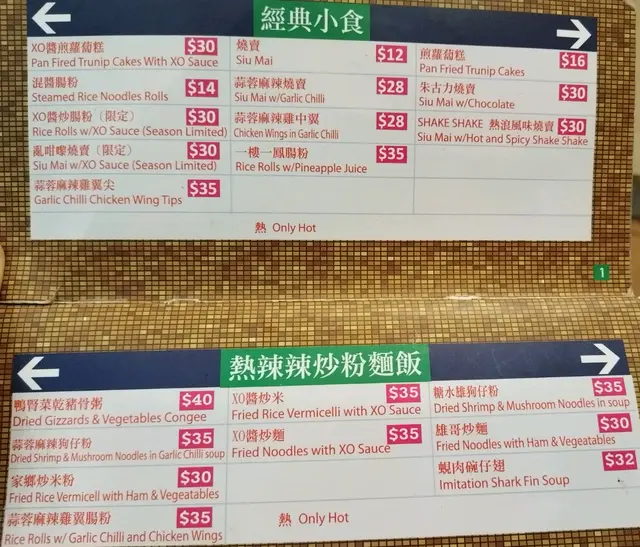 經典小食
XO醬煎蘿蔔糕 $30
Pan Fired Trunip Cakes With XO Sauce
混醬腸粉 $14
Steamed Rice Noodles Rolls
XO醬炒腸粉（限定） $30
Rice Rolls w/XO Sauce (Season Limited)
亂咁嚟燒賣（限定） $30
Siu Mai w/XO Sauce (Season Limited)
蒜蓉麻辣雞翼尖 $35
Garlic Chilli Chicken Wing Tips
燒賣 $12
Siu Mai
蒜蓉麻辣燒賣 $28
Siu Mai w/Garlic Chilli
蒜蓉麻辣雞中翼 $28
Chicken Wings in Garlic Chilli
一樓一鳳腸粉 $35
Rice Rolls w/Pineapple Juice
煎蘿蔔糕 $16
Pan Fried Trunip Cakes
朱古力燒賣 $30
Siu Mai w/Chocolate
SHAKE SHAKE 熱浪風味燒賣 $30
Siu Mai w/Hot and Spicy Shake Shake
熱 Only Hot
1
熱辣辣炒粉麵飯
鴨腎菜乾豬骨粥 $40
Dried Gizzards & Vegetables Congee
蒜蓉麻辣狗仔粉 $35
Dried Shrimp & Mushroom Noodles in Garlic Chilli soup
家鄉炒米粉 $30
Fried Rice Vermicell with Ham & Vegeatables
蒜蓉麻辣雞翼腸粉 $35
Rice Rolls w/ Garlic Chilli and Chicken Wings
XO醬炒米 $35
Fried Rice Vermicelli with XO Sauce
XO醬炒麵 $35
Fried Noodles with XO Sauce
糖水雄狗仔粉 $35
Dried Shrimp & Mushroom Noodles in soup
雄哥炒麵 $30
Fried Noodles with Ham & Vegeatables
蜆肉碗仔翅 $32
Imitation Shark Fin Soup
熱 Only Hot